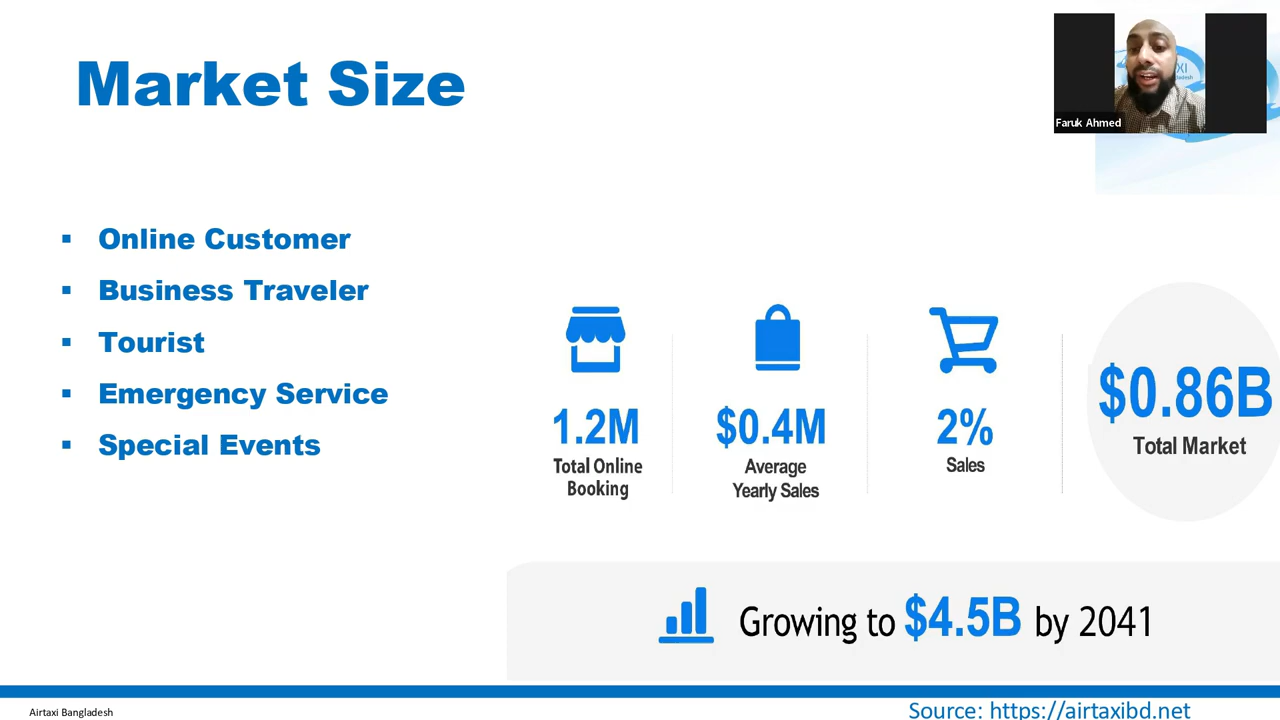 Market Size
XI
ladesh
Faruk Ahmed
▪ Online Customer
▪ Business Traveler
▪ Tourist
▪ Emergency Service
▪ Special Events
1.2M
Total Online
Booking
$0.4M
Average
Yearly Sales
2%
Sales
$0.86B
Total Market
Growing to $4.5B by 2041
Airtaxi Bangladesh
Source: https://airtaxibd.net